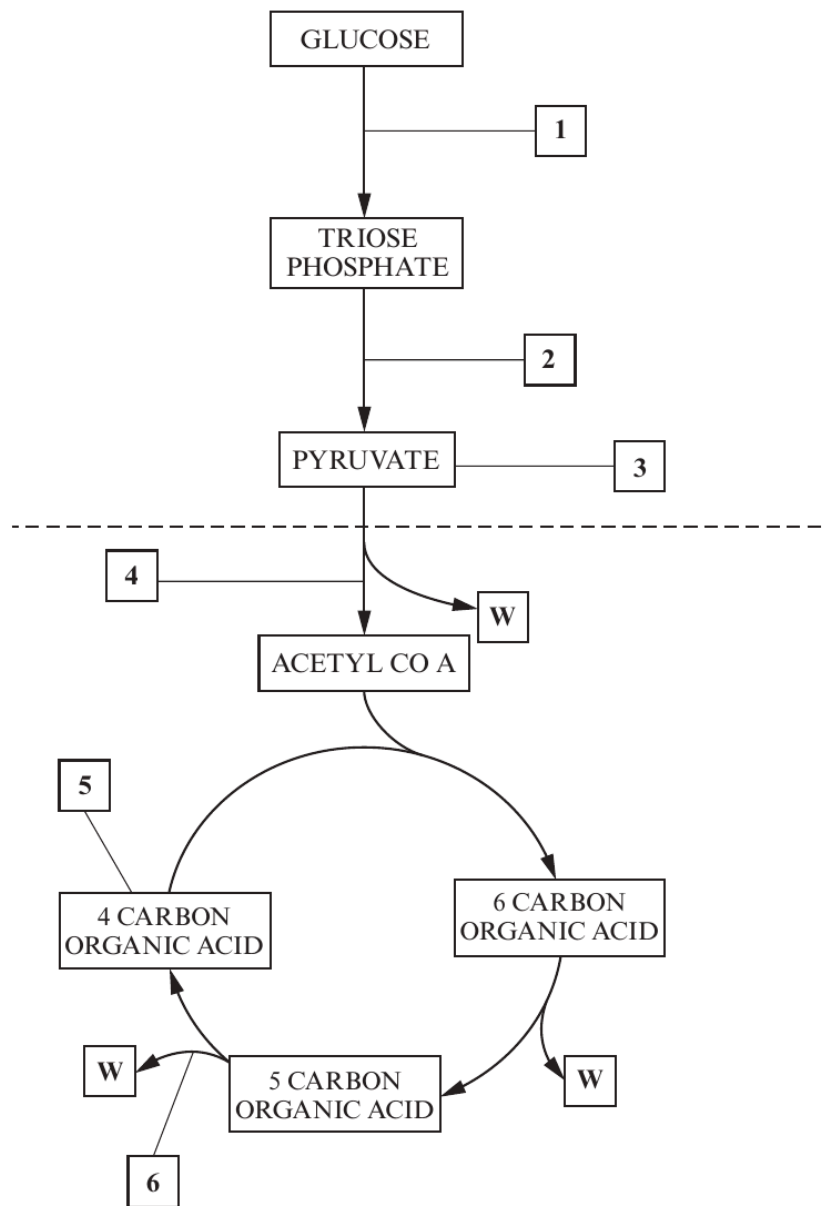 GLUCOSE
1
TRIOSE
PHOSPHATE
2
PYRUVATE
3
4
W
ACETYL CO A
5
4 CARBON
ORGANIC ACID
6 CARBON
ORGANIC ACID
W
5 CARBON
ORGANIC ACID
W
6